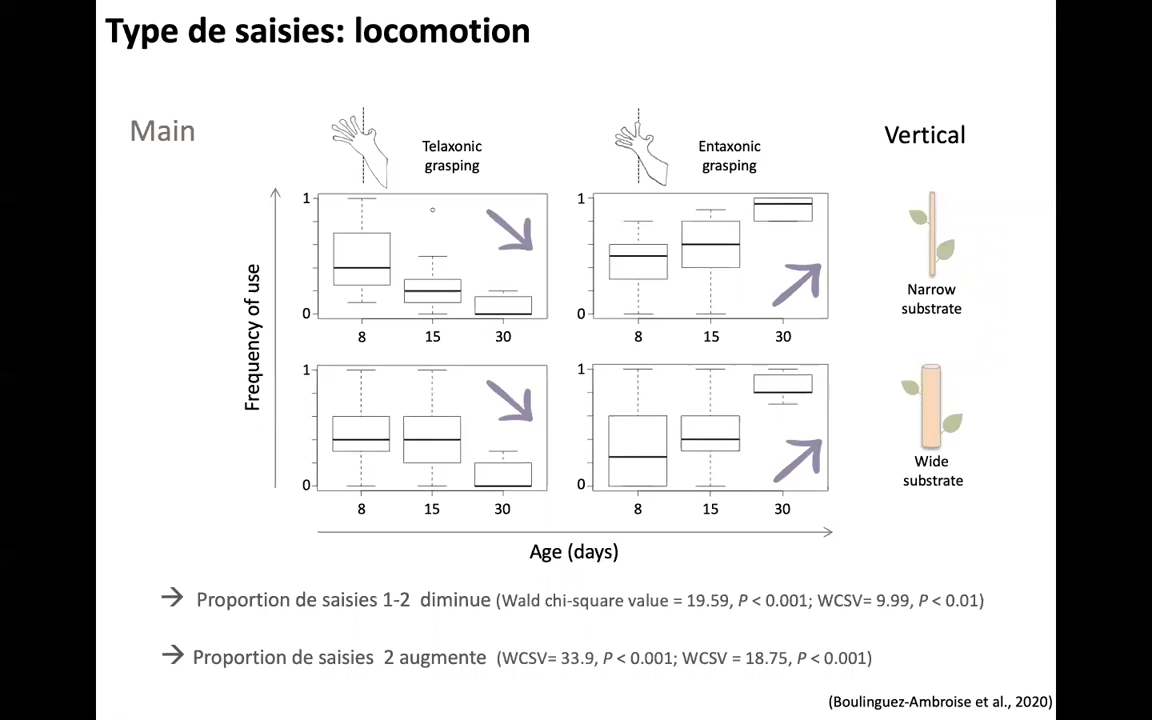 Type de saisies: locomotion
Main
Telaxonic
grasping
Entaxonic
grasping
Vertical
Frequency of use
1
0
8 15 30
1
0
8 15 30
Narrow
substrate
1
0
8 15 30
1
0
8 15 30
Wide
substrate
Age (days)
→ Proportion de saisies 1-2 diminue (Wald chi-square value = 19.59, P < 0.001; WCSV= 9.99, P < 0.01)
→ Proportion de saisies 2 augmente (WCSV= 33.9, P < 0.001; WCSV = 18.75, P < 0.001)
(Boulinguez-Ambroise et al., 2020)